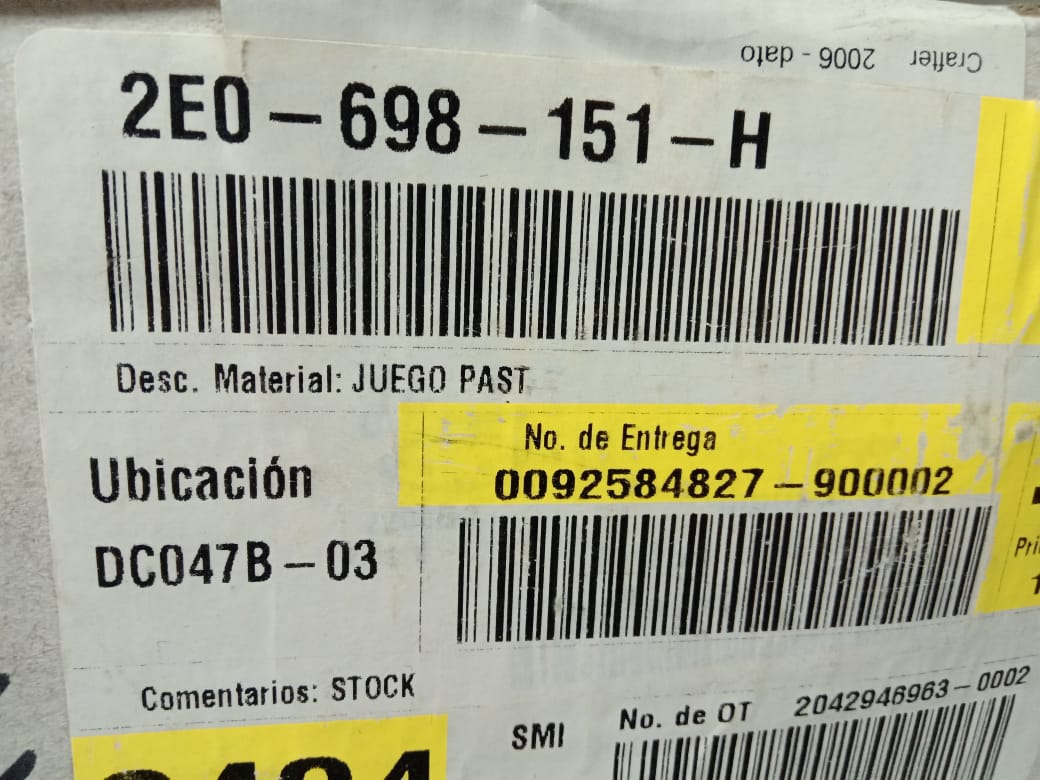 Crafter 2006 - dato
2E0-698-151-H
Desc. Material: JUEGO PAST
No. de Entrega
0092584827-900002
Ubicación
DC047B-03
Comentarios: STOCK
SMI
No. de OT 2042946963-0002